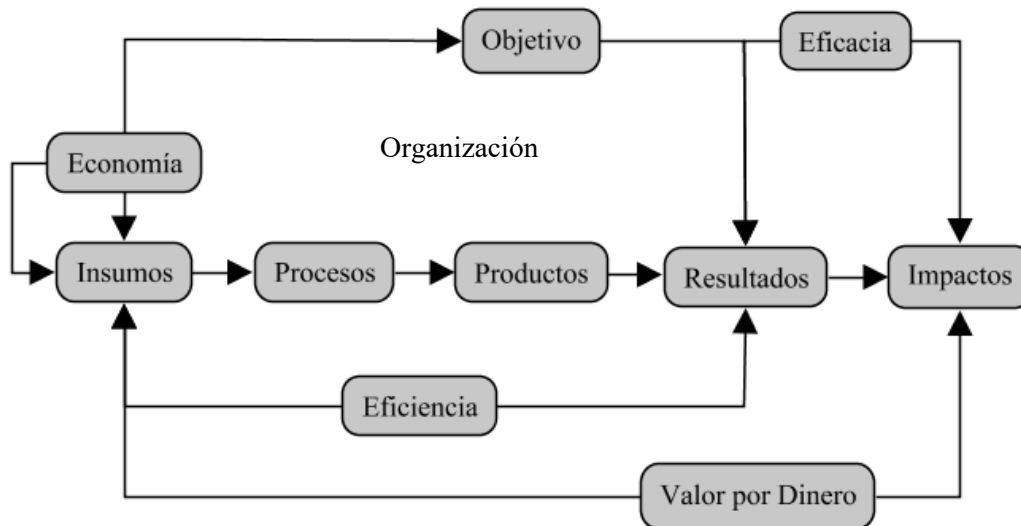 Objetivo
Eficacia
Organización
Economía
Insumos
Procesos
Productos
Resultados
Impactos
Eficiencia
Valor por Dinero